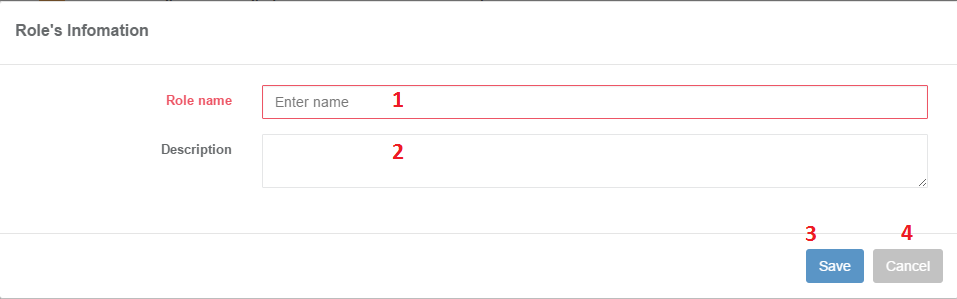 Role's Infomation
Role name
Enter name 1
Description
2
3
4
Save
Cancel